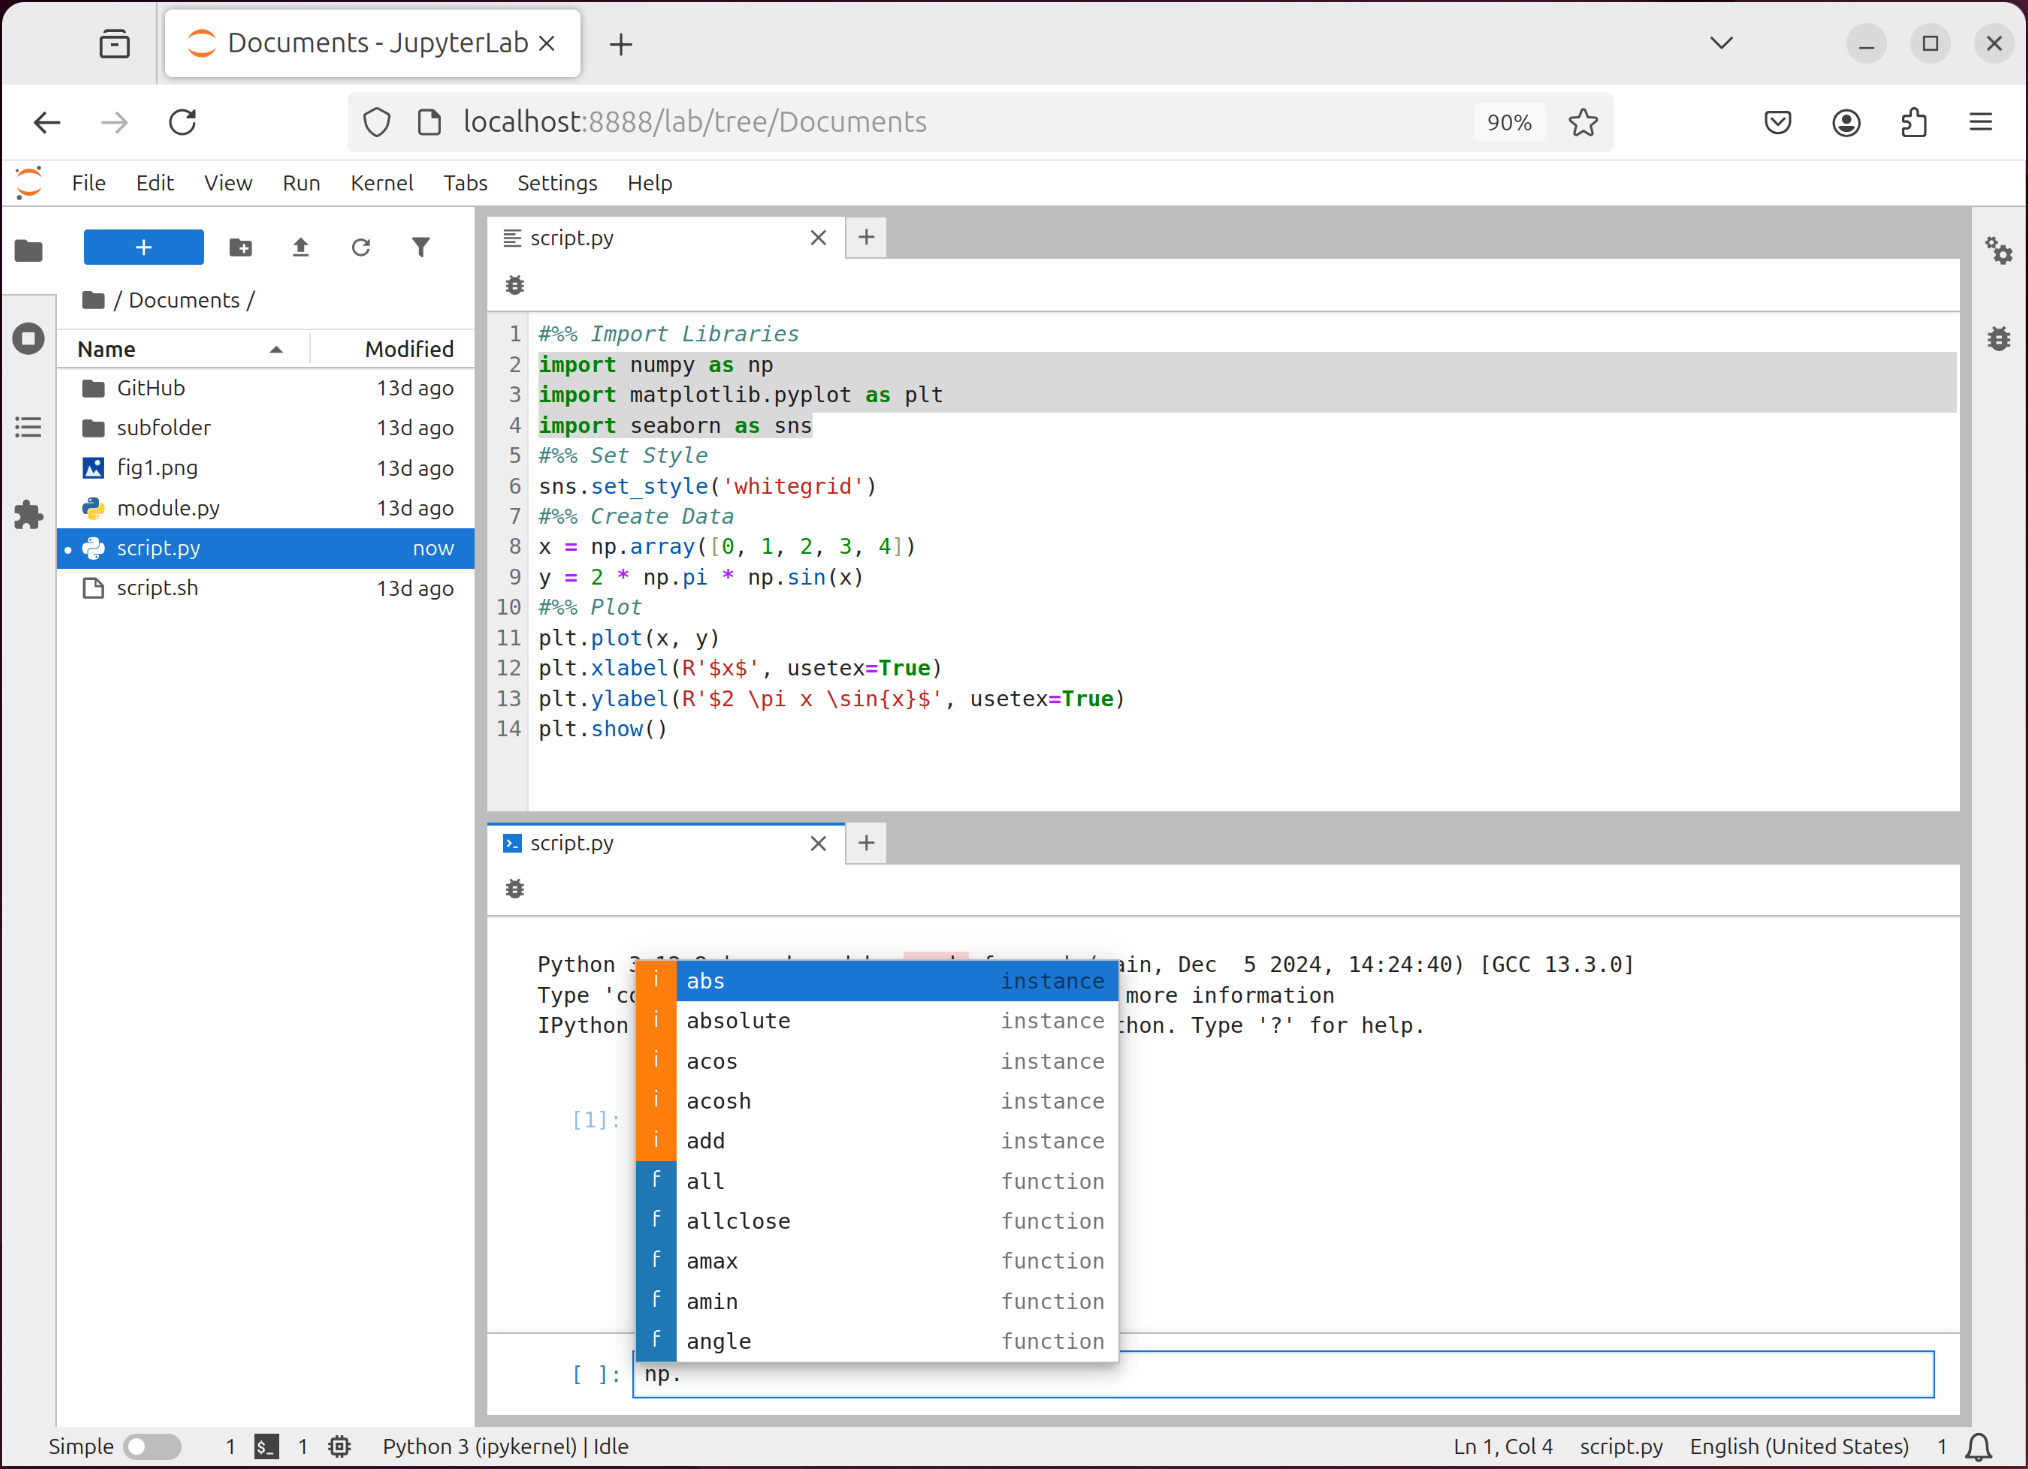 Documents - JupyterLab
localhost:8888/lab/tree/Documents
90%
File Edit View Run Kernel Tabs Settings Help
/ Documents /
Name Modified
GitHub 13d ago
subfolder 13d ago
fig1.png 13d ago
module.py 13d ago
script.py now
script.sh 13d ago
script.py
1 #%% Import Libraries
2 import numpy as np
3 import matplotlib.pyplot as plt
4 import seaborn as sns
5 #%% Set Style
6 sns.set_style('whitegrid')
7 #%% Create Data
8 x = np.array([0, 1, 2, 3, 4])
9 y = 2 * np.pi * np.sin(x)
10 #%% Plot
11 plt.plot(x, y)
12 plt.xlabel(R'$x$', usetex=True)
13 plt.ylabel(R'$2 \pi x \sin{x}$', usetex=True)
14 plt.show()
script.py
Python Dec 5 2024, 14:24:40) [GCC 13.3.0]
Type more information
IPython Type '?' for help.
[1]:
i abs instance
i absolute instance
i acos instance
i acosh instance
i add instance
f all function
f allclose function
f amax function
f amin function
f angle function
[ ]: np.
Simple 1 $_ 1 Python 3 (ipykernel) | Idle Ln 1, Col 4 script.py English (United States) 1